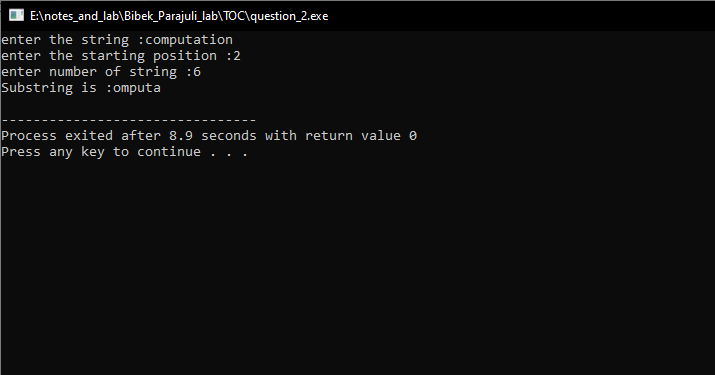 E:\notes_and_lab\Bibek_Parajuli_lab\TOC\question_2.exe
enter the string :computation
enter the starting position :2
enter number of string :6
Substring is :omputa
--------------------------------
Process exited after 8.9 seconds with return value 0
Press any key to continue . . .